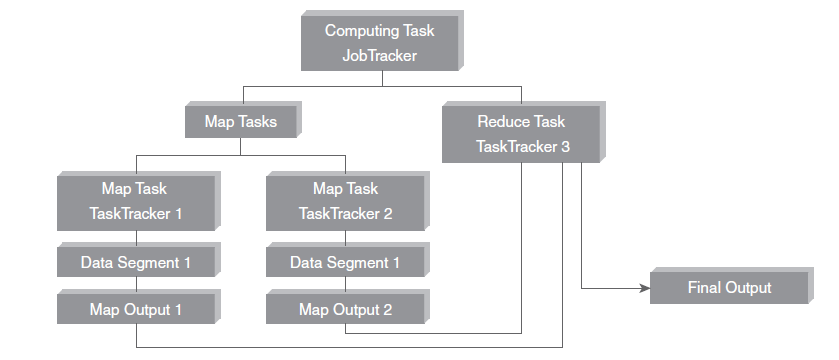 Computing Task
JobTracker
Map Tasks
Reduce Task
TaskTracker 3
Map Task
TaskTracker 1
Map Task
TaskTracker 2
Data Segment 1
Data Segment 1
Map Output 1
Map Output 2
Final Output